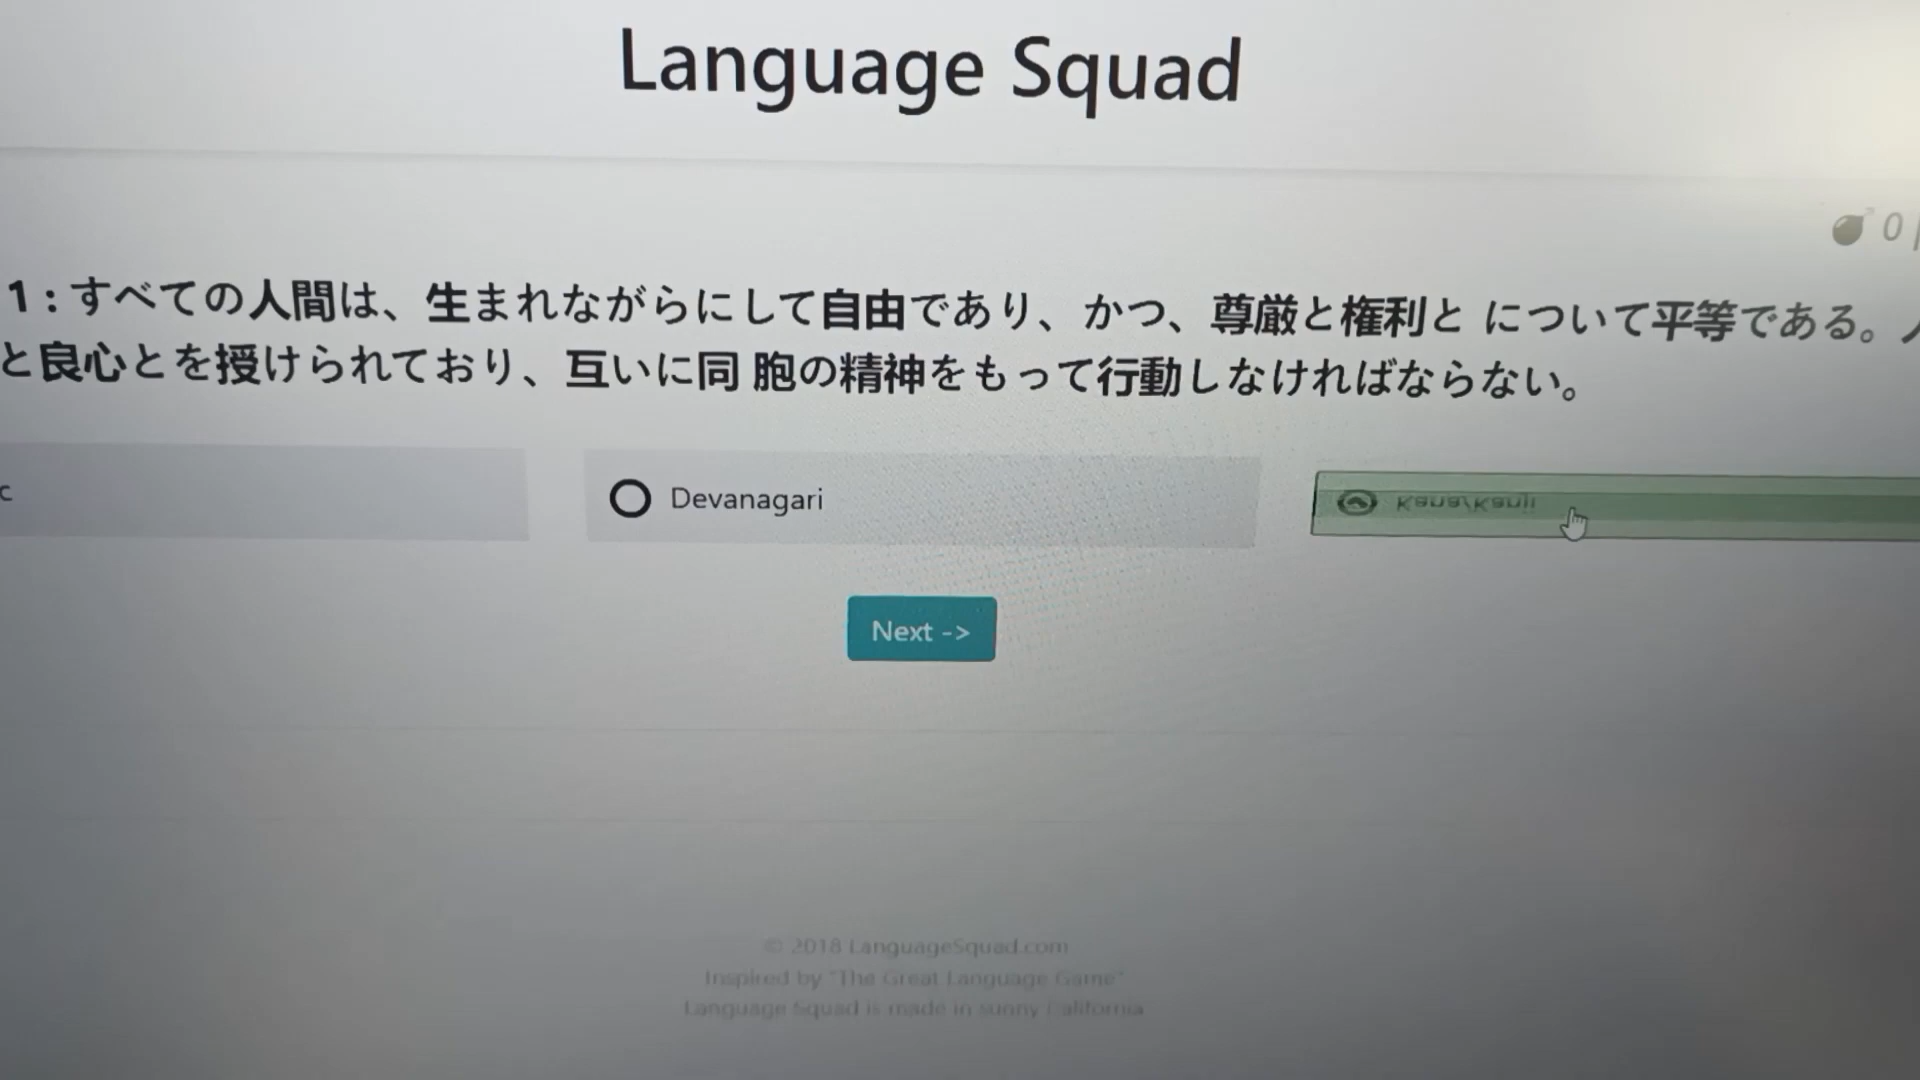 Language Squad
0
1 : すべての人間は、生まれながらにして自由であり、かつ、尊厳と権利と について平等である。
と良心とを授けられており、互いに同 胞の精神をもって行動しなければならない。
c
Devanagari
Kana/Kanji
Next ->
© 2018 LanguageSquad.com
Inspired by "The Great Language Game"
Language Squad is made in sunny California